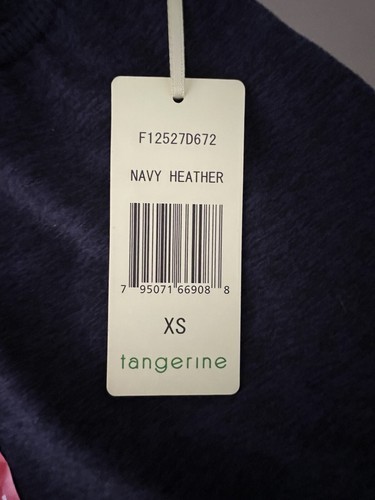 F12527D672
NAVY HEATHER
7 95071 66908 8
XS
tangerine